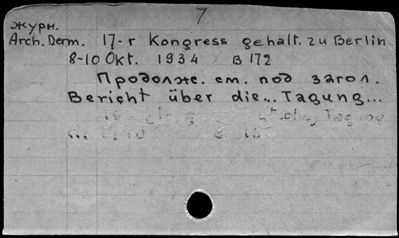 7
журн.
Arch. Derm. 17-r Kongress gehalt. zu Berlin
8-10 Okt. 1934 B 172
Продолж. см. под загол.
Bericht über die... Tagung...